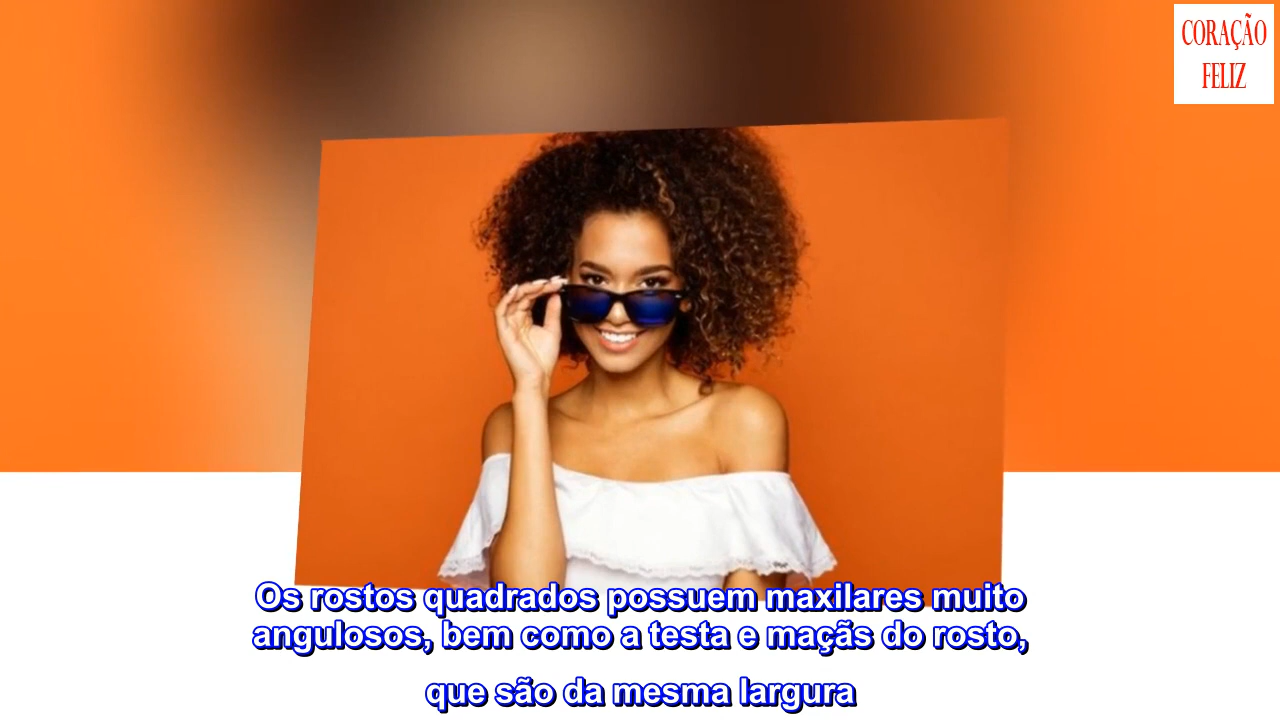 CORAÇÃO
FELIZ
Os rostos quadrados possuem maxilares muito
angulosos, bem como a testa e maçãs do rosto,
que são da mesma largura